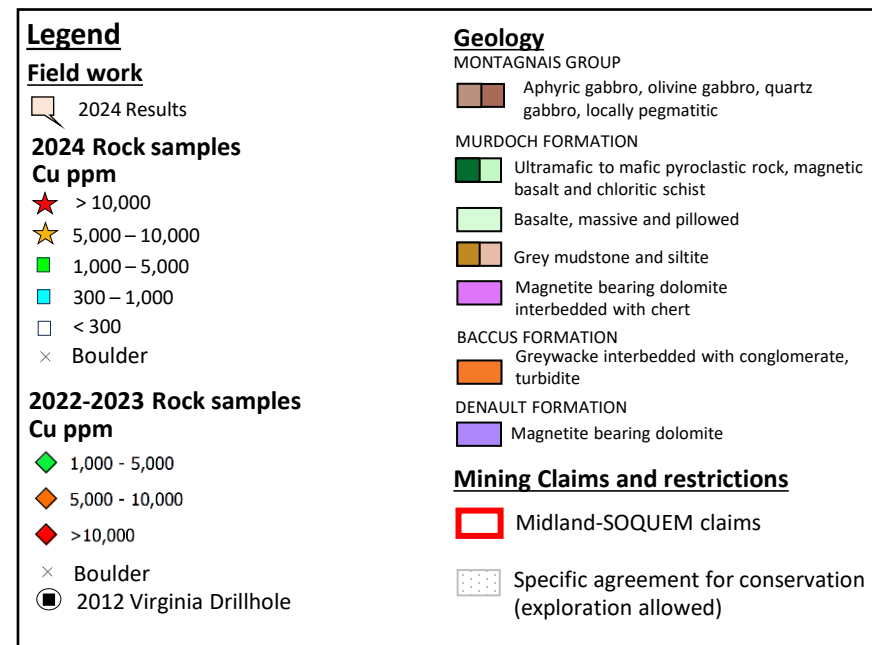 Legend
Field work
2024 Results
2024 Rock samples
Cu ppm
> 10,000
5,000 – 10,000
1,000 – 5,000
300 – 1,000
< 300
Boulder
2022-2023 Rock samples
Cu ppm
1,000 - 5,000
5,000 - 10,000
>10,000
Boulder
2012 Virginia Drillhole
Geology
MONTAGNAIS GROUP
Aphyric gabbro, olivine gabbro, quartz
gabbro, locally pegmatitic
MURDOCH FORMATION
Ultramafic to mafic pyroclastic rock, magnetic
basalt and chloritic schist
Basalte, massive and pillowed
Grey mudstone and siltite
Magnetite bearing dolomite
interbedded with chert
BACCUS FORMATION
Greywacke interbedded with conglomerate,
turbidite
DENAULT FORMATION
Magnetite bearing dolomite
Mining Claims and restrictions
Midland-SOQUEM claims
Specific agreement for conservation
(exploration allowed)